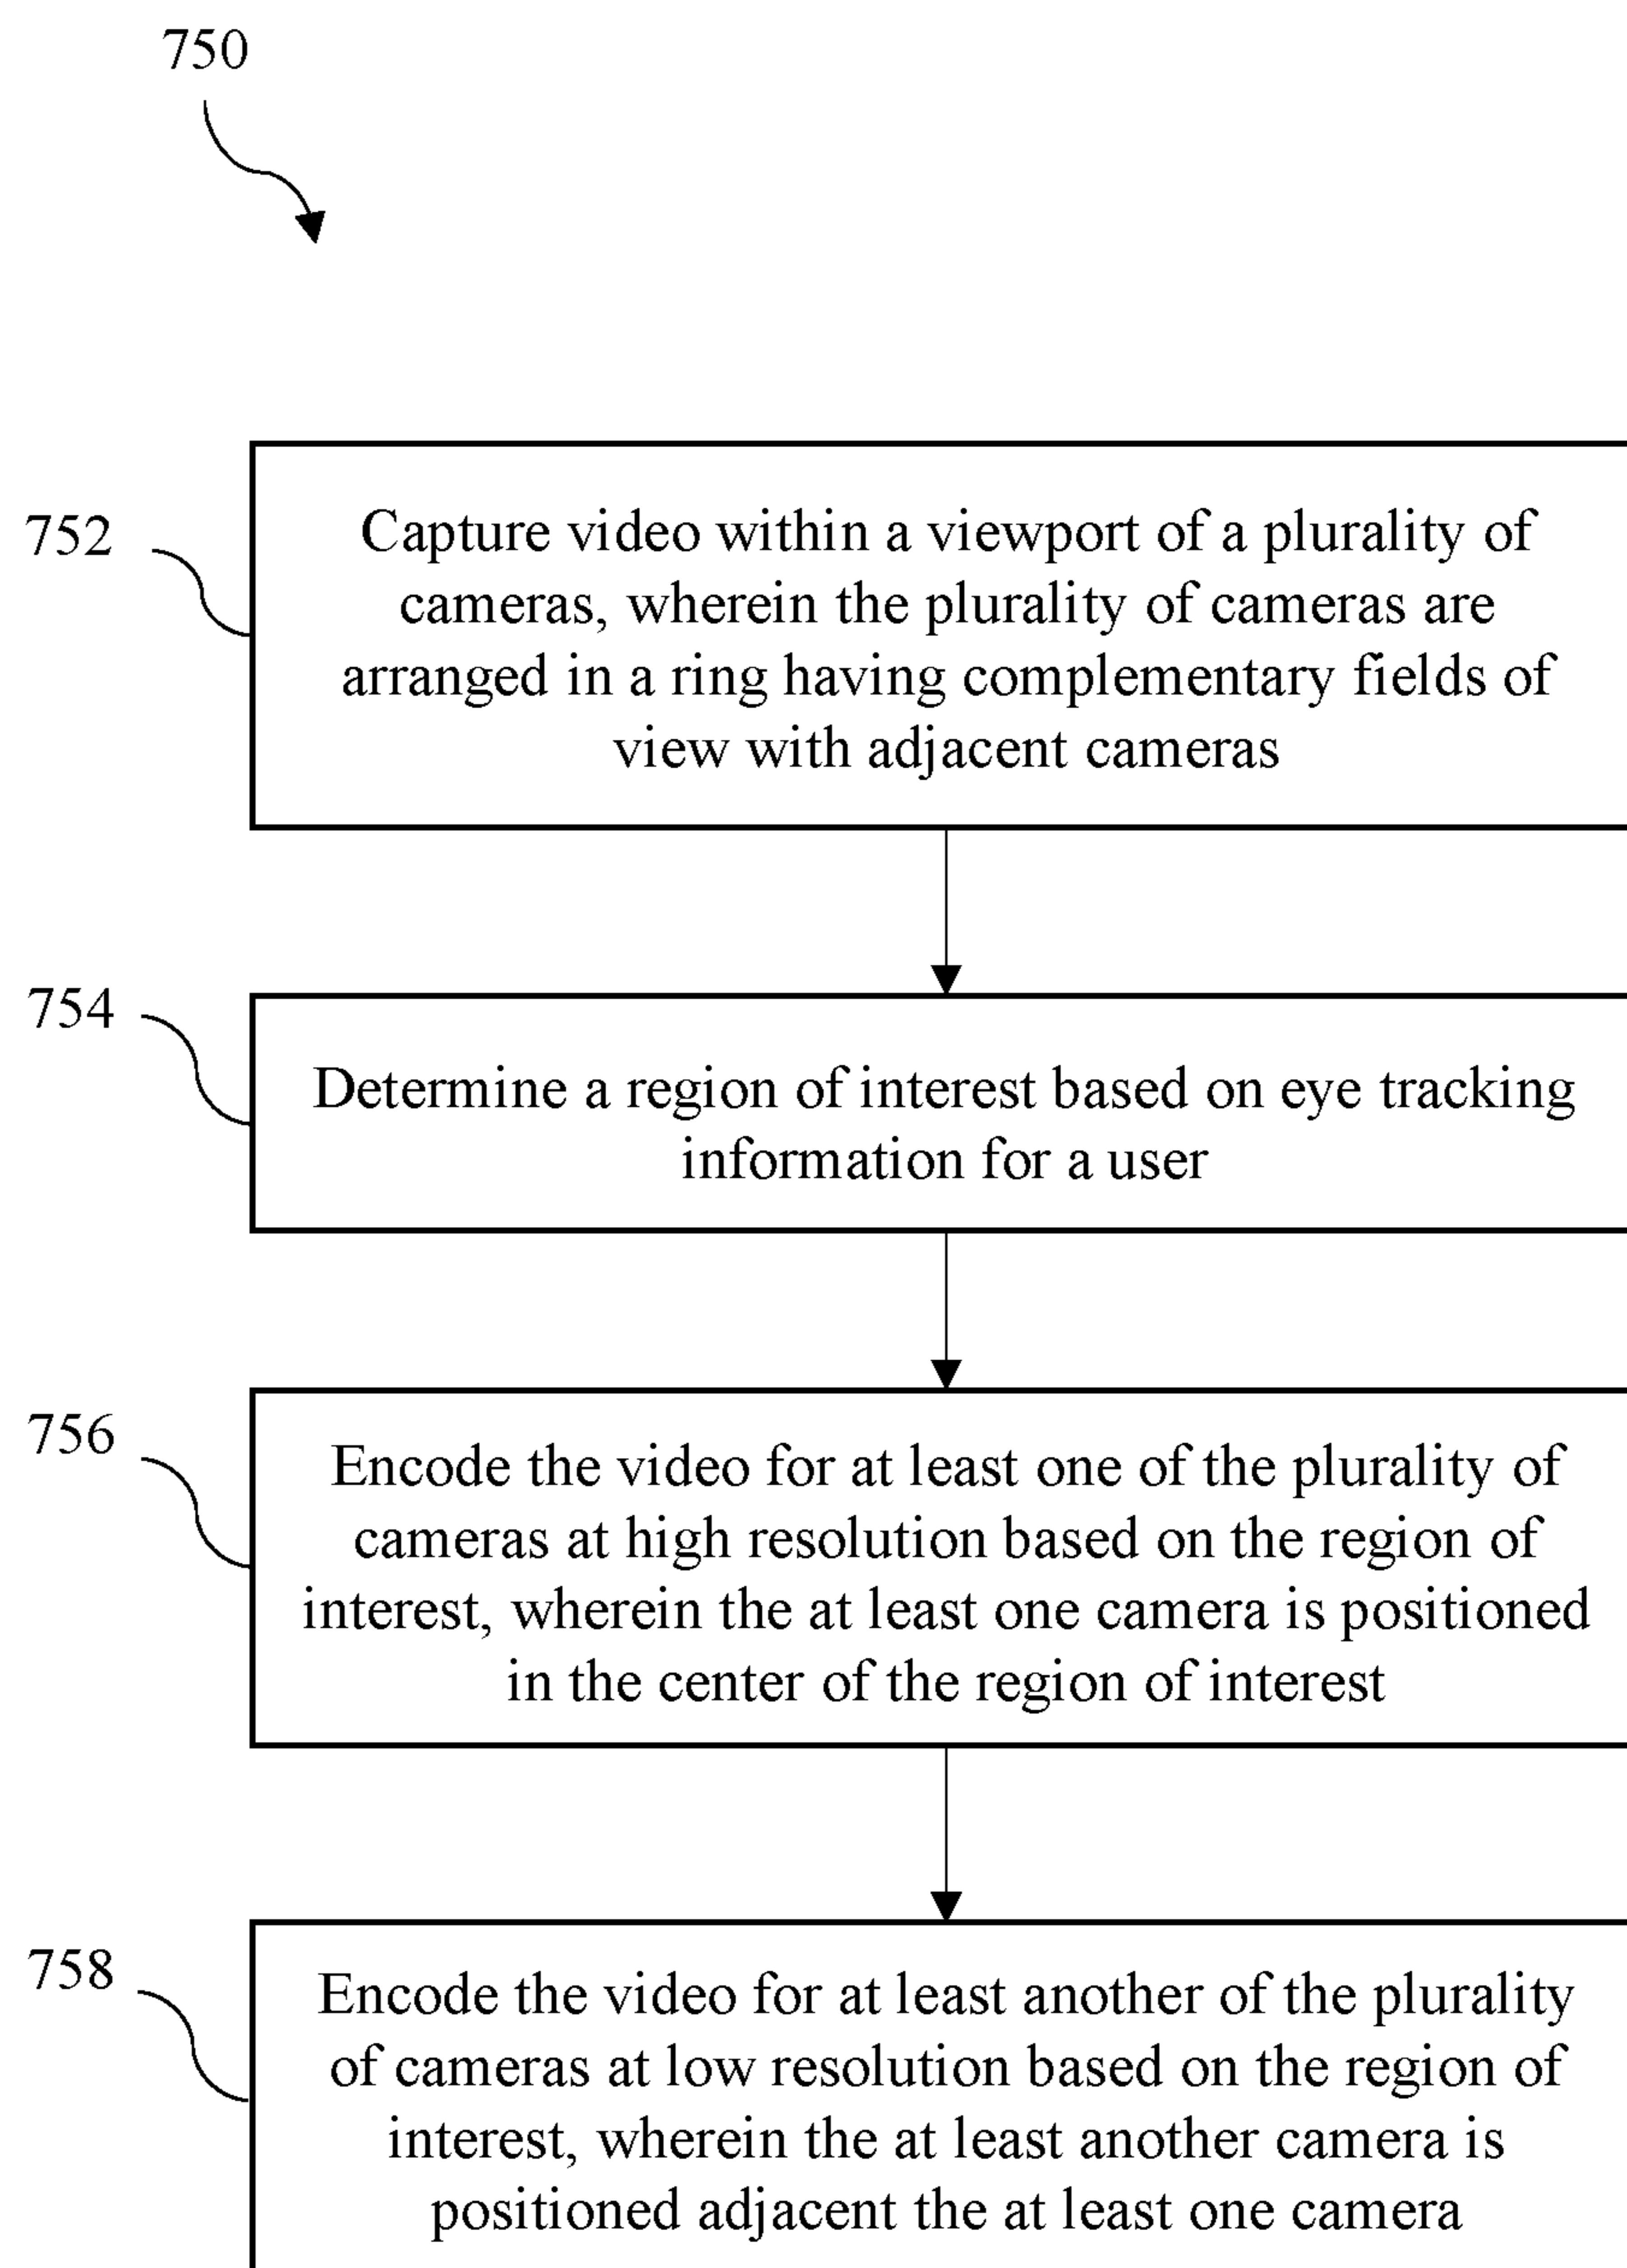 750
752
Capture video within a viewport of a plurality of
cameras, wherein the plurality of cameras are
arranged in a ring having complementary fields of
view with adjacent cameras
754
Determine a region of interest based on eye tracking
information for a user
756
Encode the video for at least one of the plurality of
cameras at high resolution based on the region of
interest, wherein the at least one camera is positioned
in the center of the region of interest
758
Encode the video for at least another of the plurality
of cameras at low resolution based on the region of
interest, wherein the at least another camera is
positioned adjacent the at least one camera